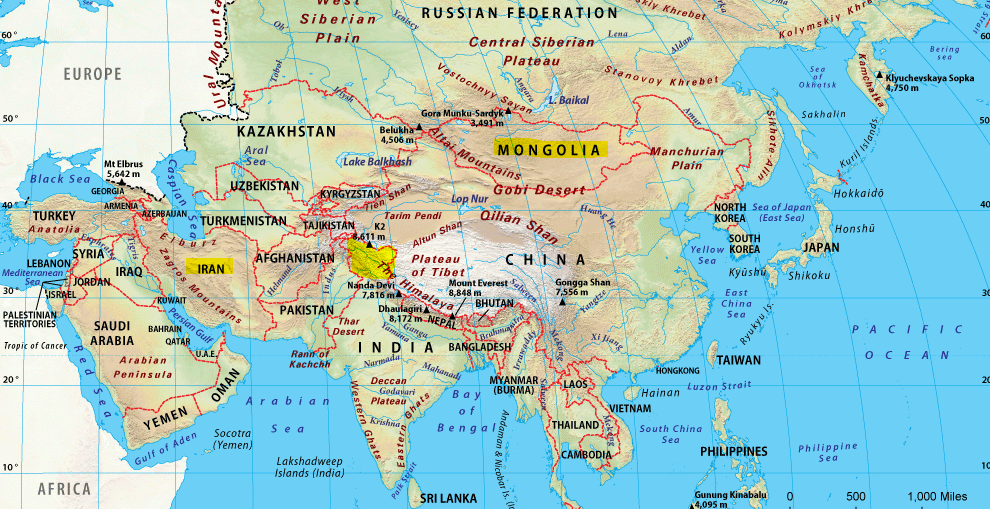 West
Siberian
Plain
RUSSIAN FEDERATION
Khrebet
Kolymskiy Khrebet
60°
60
Ob
Yenisey
Central Siberian
Plateau
Lena
Aldan
Bering
sea
EUROPE
Ural Mountains
Tobol
Irtysh
Vostochnyy Sayan
Angara
Stanovoy Khrebet
Sea
of
Okhotsk
Kamchatka
Klyuchevskaya Sopka
4,750 m
L. Baikal
50°
Gora Munku-Sardyk
3,491 m
Amur
Sakhalin
KAZAKHSTAN
Belukha
4,506 m
Altai Mountains
MONGOLIA
Manchurian
Plain
Sikhote Alin
Kuril Islands
Aral
Sea
Lake Balkhash
Mt Elbrus
5,642 m
Black Sea
GEORGIA
Caspian Sea
UZBEKISTAN
KYRGYZSTAN
Tien Shan
Gobi Desert
Hokkaidō
40°
40
ARMENIA
AZERBAIJAN
TURKEY
Anatolia
TURKMENISTAN
TAJIKISTAN
Lop Nur
Tarim Pendi
Qilian Shan
Huang He
NORTH
KOREA
Sea of Japan
(East Sea)
Honshū
K2
8,611 m
Altun Shan
Elburz
Euphrates
Tigris
SYRIA
LEBANON
Mediterranean
Sea
IRAQ
Zagros Mountains
IRAN
AFGHANISTAN
Helmand
Indus
Plateau
of Tibet
CHINA
SOUTH
KOREA
Yellow
Sea
JAPAN
Kyūshū
Shikoku
JORDAN
ISRAEL
30°
30
The Himalaya
Nanda Devi
7,816 m
Mount Everest
8,848 m
Salween
Gongga Shan
7,556 m
Yangtze
East
China
Sea
KUWAIT
PALESTINIAN
TERRITORIES
PAKISTAN
Dhaulagiri
8,172 m
NEPAL
BHUTAN
Ryukyu Is.
SAUDI
ARABIA
BAHRAIN
QATAR
Persian Gulf
Thar
Desert
Yamuna
Ganga
Brahmaputra
Mekong
Xi Jiang
PACIFIC
OCEAN
Tropic of Cancer
U.A.E.
Rann of
Kachchh
INDIA
BANGLADESH
Irrawaddy
TAIWAN
Arabian
Peninsula
OMAN
Narmada
Mahanadi
MYANMAR
(BURMA)
Salween
HONGKONG
20°
20
Red Sea
Deccan
Plateau
Godavari
LAOS
Hainan
Luzon Strait
Arabian
Sea
Western Ghats
Eastern Ghats
Krishna
Bay
of
Bengal
VIETNAM
YEMEN
Gulf of Aden
Socotra
(Yemen)
THAILAND
Mekong
South China
Sea
PHILIPPINES
Philippine
Sea
Andaman & Nicobar Is. (I
CAMBODIA
10°
10
Lakshadweep
Islands (India)
Palk Strait
AFRICA
SRI LANKA
Gunung Kinabalu
4,095 m
0 500 1,000 Miles